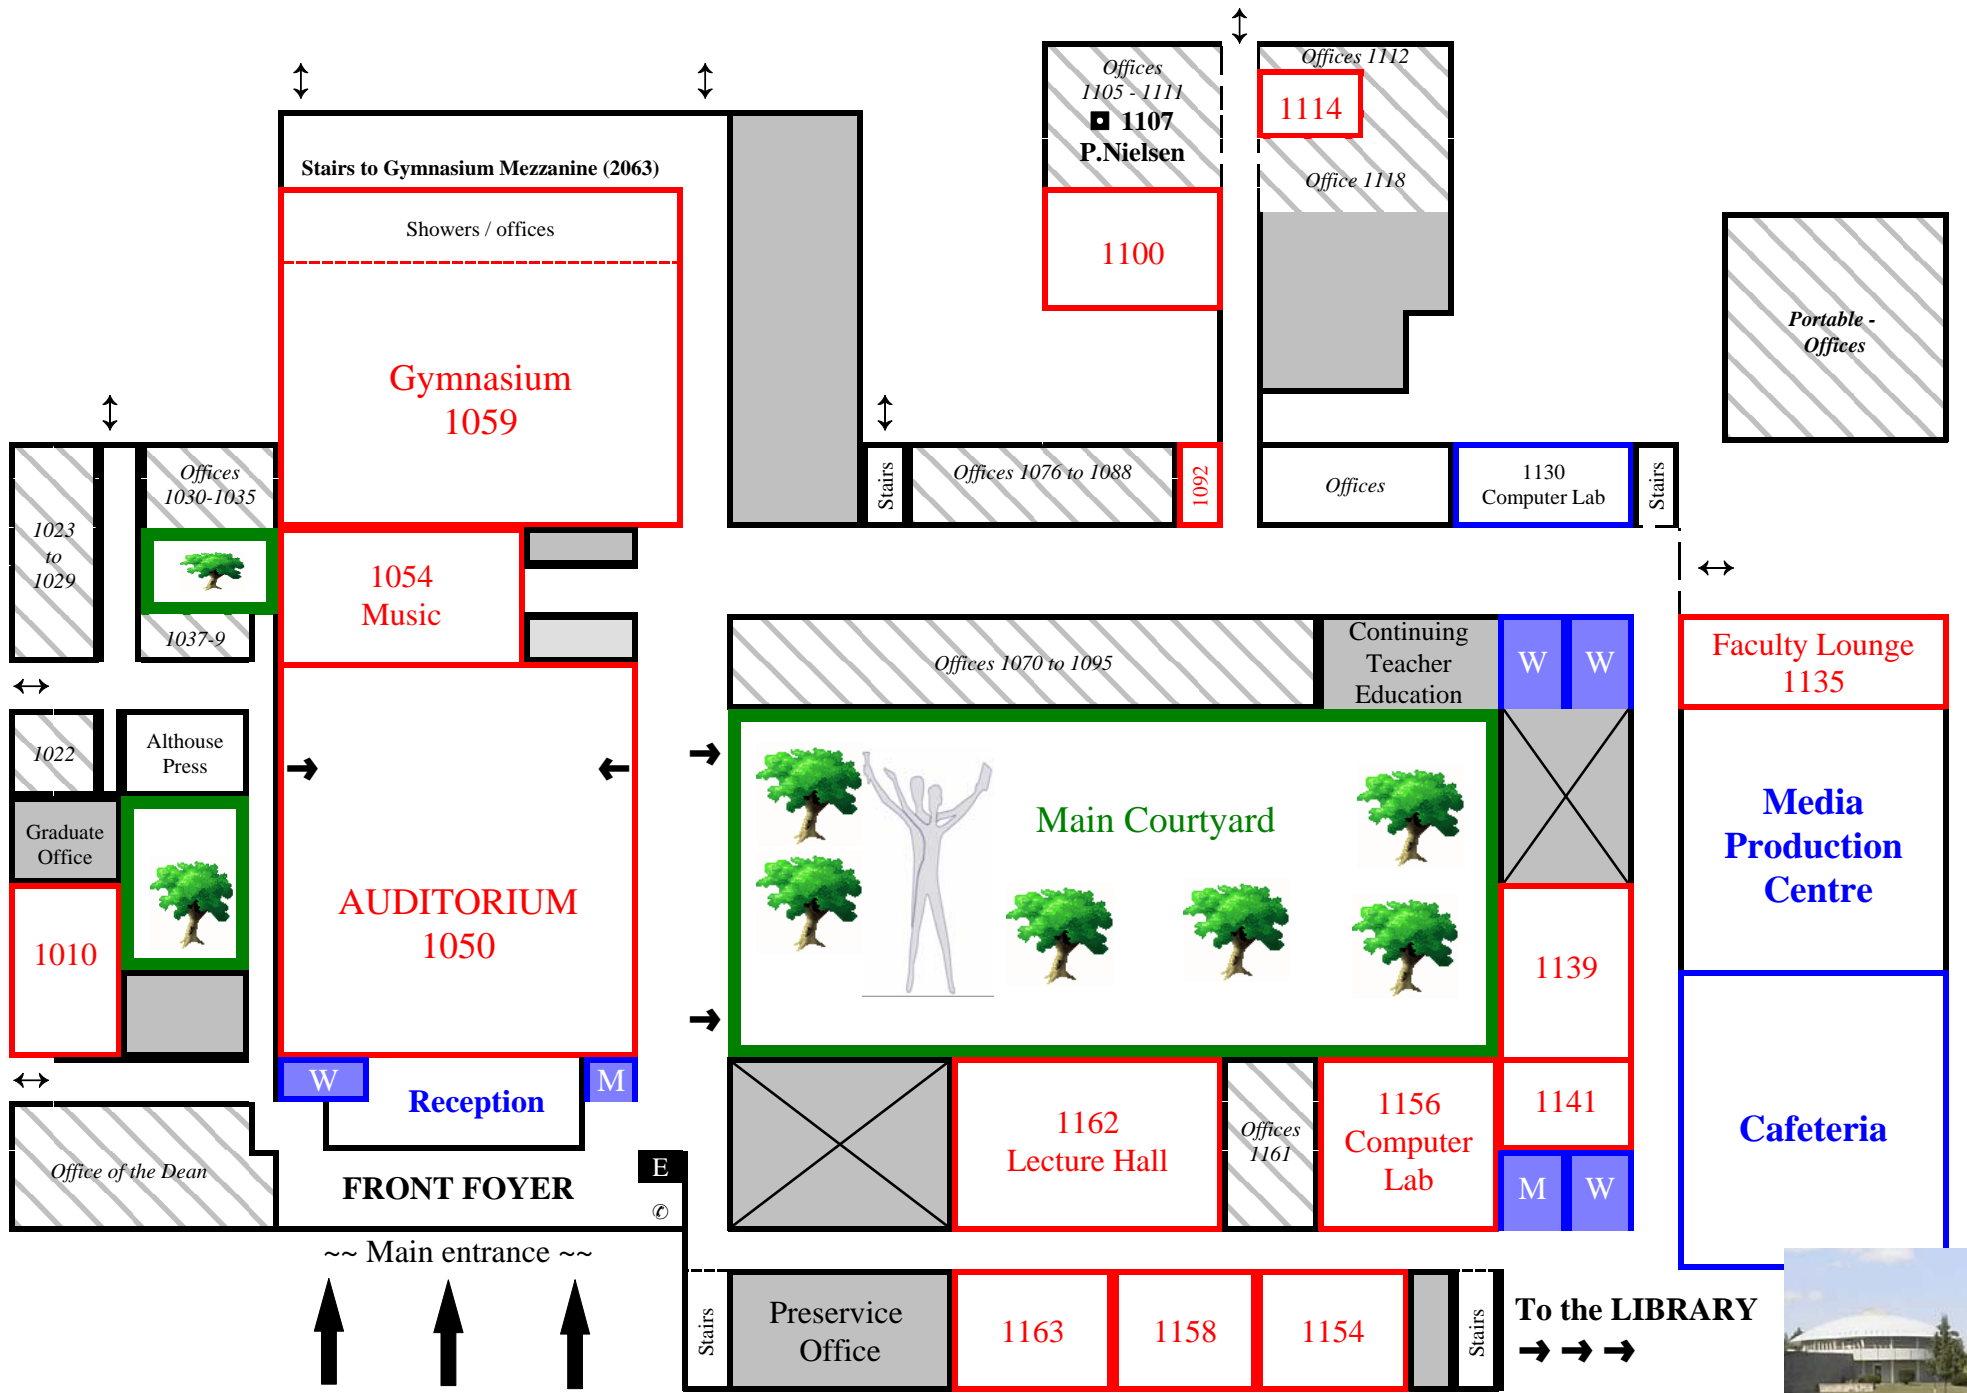 Offices
1105 - 1111
1107
P.Nielsen
Offices 1112
1114
Office 1118
Stairs to Gymnasium Mezzanine (2063)
Showers / offices
1100
Gymnasium
1059
Portable -
Offices
Offices
1030-1035
Stairs
Offices 1076 to 1088
1092
Offices
1130
Computer Lab
Stairs
1023
to
1029
1054
Music
1037-9
Offices 1070 to 1095
Continuing
Teacher
Education
W
W
Faculty Lounge
1135
1022
Althouse
Press
Graduate
Office
Main Courtyard
Media
Production
Centre
AUDITORIUM
1050
1010
1139
W
Reception
M
1162
Lecture Hall
Offices
1161
1156
Computer
Lab
1141
Cafeteria
Office of the Dean
FRONT FOYER
E
✆
M
W
~~ Main entrance ~~
Stairs
Preservice
Office
1163
1158
1154
Stairs
To the LIBRARY